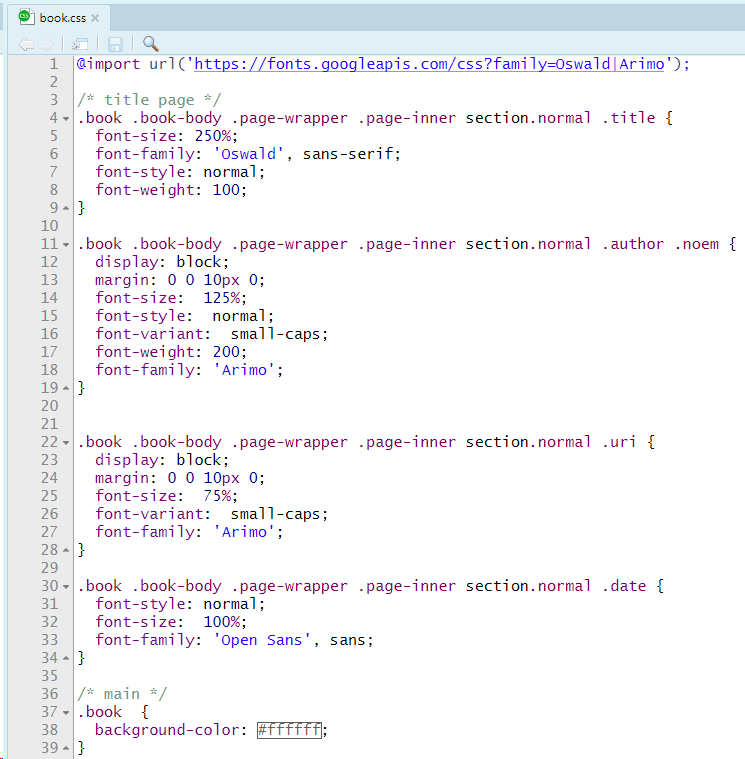 book.css
1 @import url('https://fonts.googleapis.com/css?family=Oswald|Arimo');
2
3 /* title page */
4 .book .book-body .page-wrapper .page-inner section.normal .title {
5   font-size: 250%;
6   font-family: 'Oswald', sans-serif;
7   font-style: normal;
8   font-weight: 100;
9 }
10
11 .book .book-body .page-wrapper .page-inner section.normal .author .noem {
12   display: block;
13   margin: 0 0 10px 0;
14   font-size:  125%;
15   font-style:  normal;
16   font-variant:  small-caps;
17   font-weight: 200;
18   font-family: 'Arimo';
19 }
20
21
22 .book .book-body .page-wrapper .page-inner section.normal .uri {
23   display: block;
24   margin: 0 0 10px 0;
25   font-size:  75%;
26   font-variant:  small-caps;
27   font-family: 'Arimo';
28 }
29
30 .book .book-body .page-wrapper .page-inner section.normal .date {
31   font-style: normal;
32   font-size:  100%;
33   font-family: 'Open Sans', sans;
34 }
35
36 /* main */
37 .book  {
38   background-color: #ffffff;
39 }